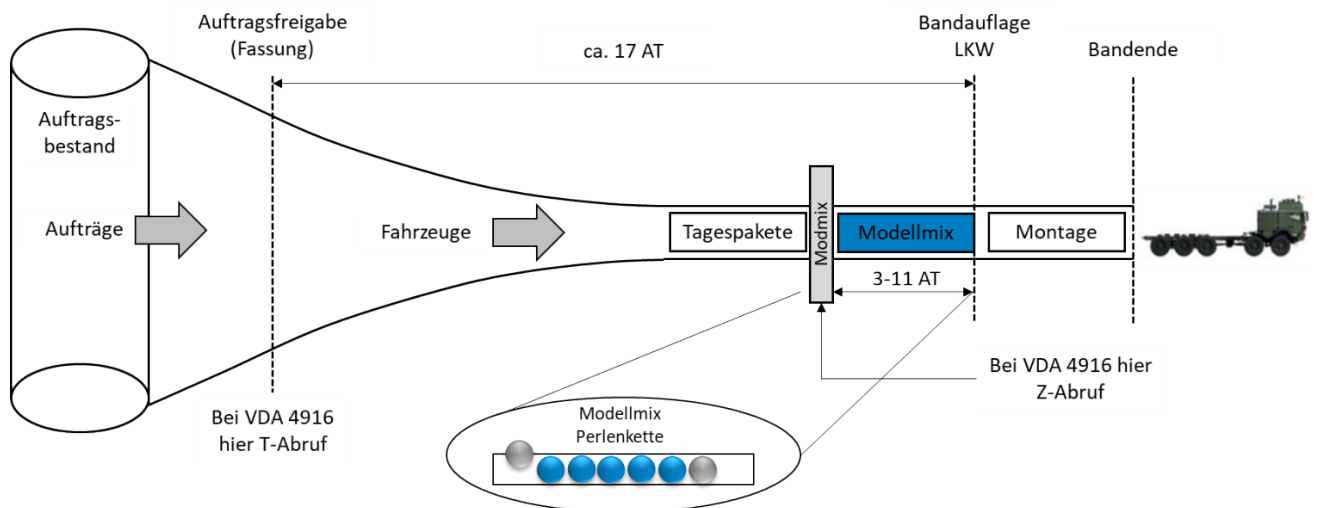 Auftragsfreigabe
(Fassung)
ca. 17 AT
Bandauflage
LKW
Bandende
Auftrags-
bestand
Aufträge
Fahrzeuge
Tagespakete
Modmix
Modellmix
Montage
3-11 AT
Bei VDA 4916
hier T-Abruf
Bei VDA 4916 hier
Z-Abruf
Modellmix
Perlenkette